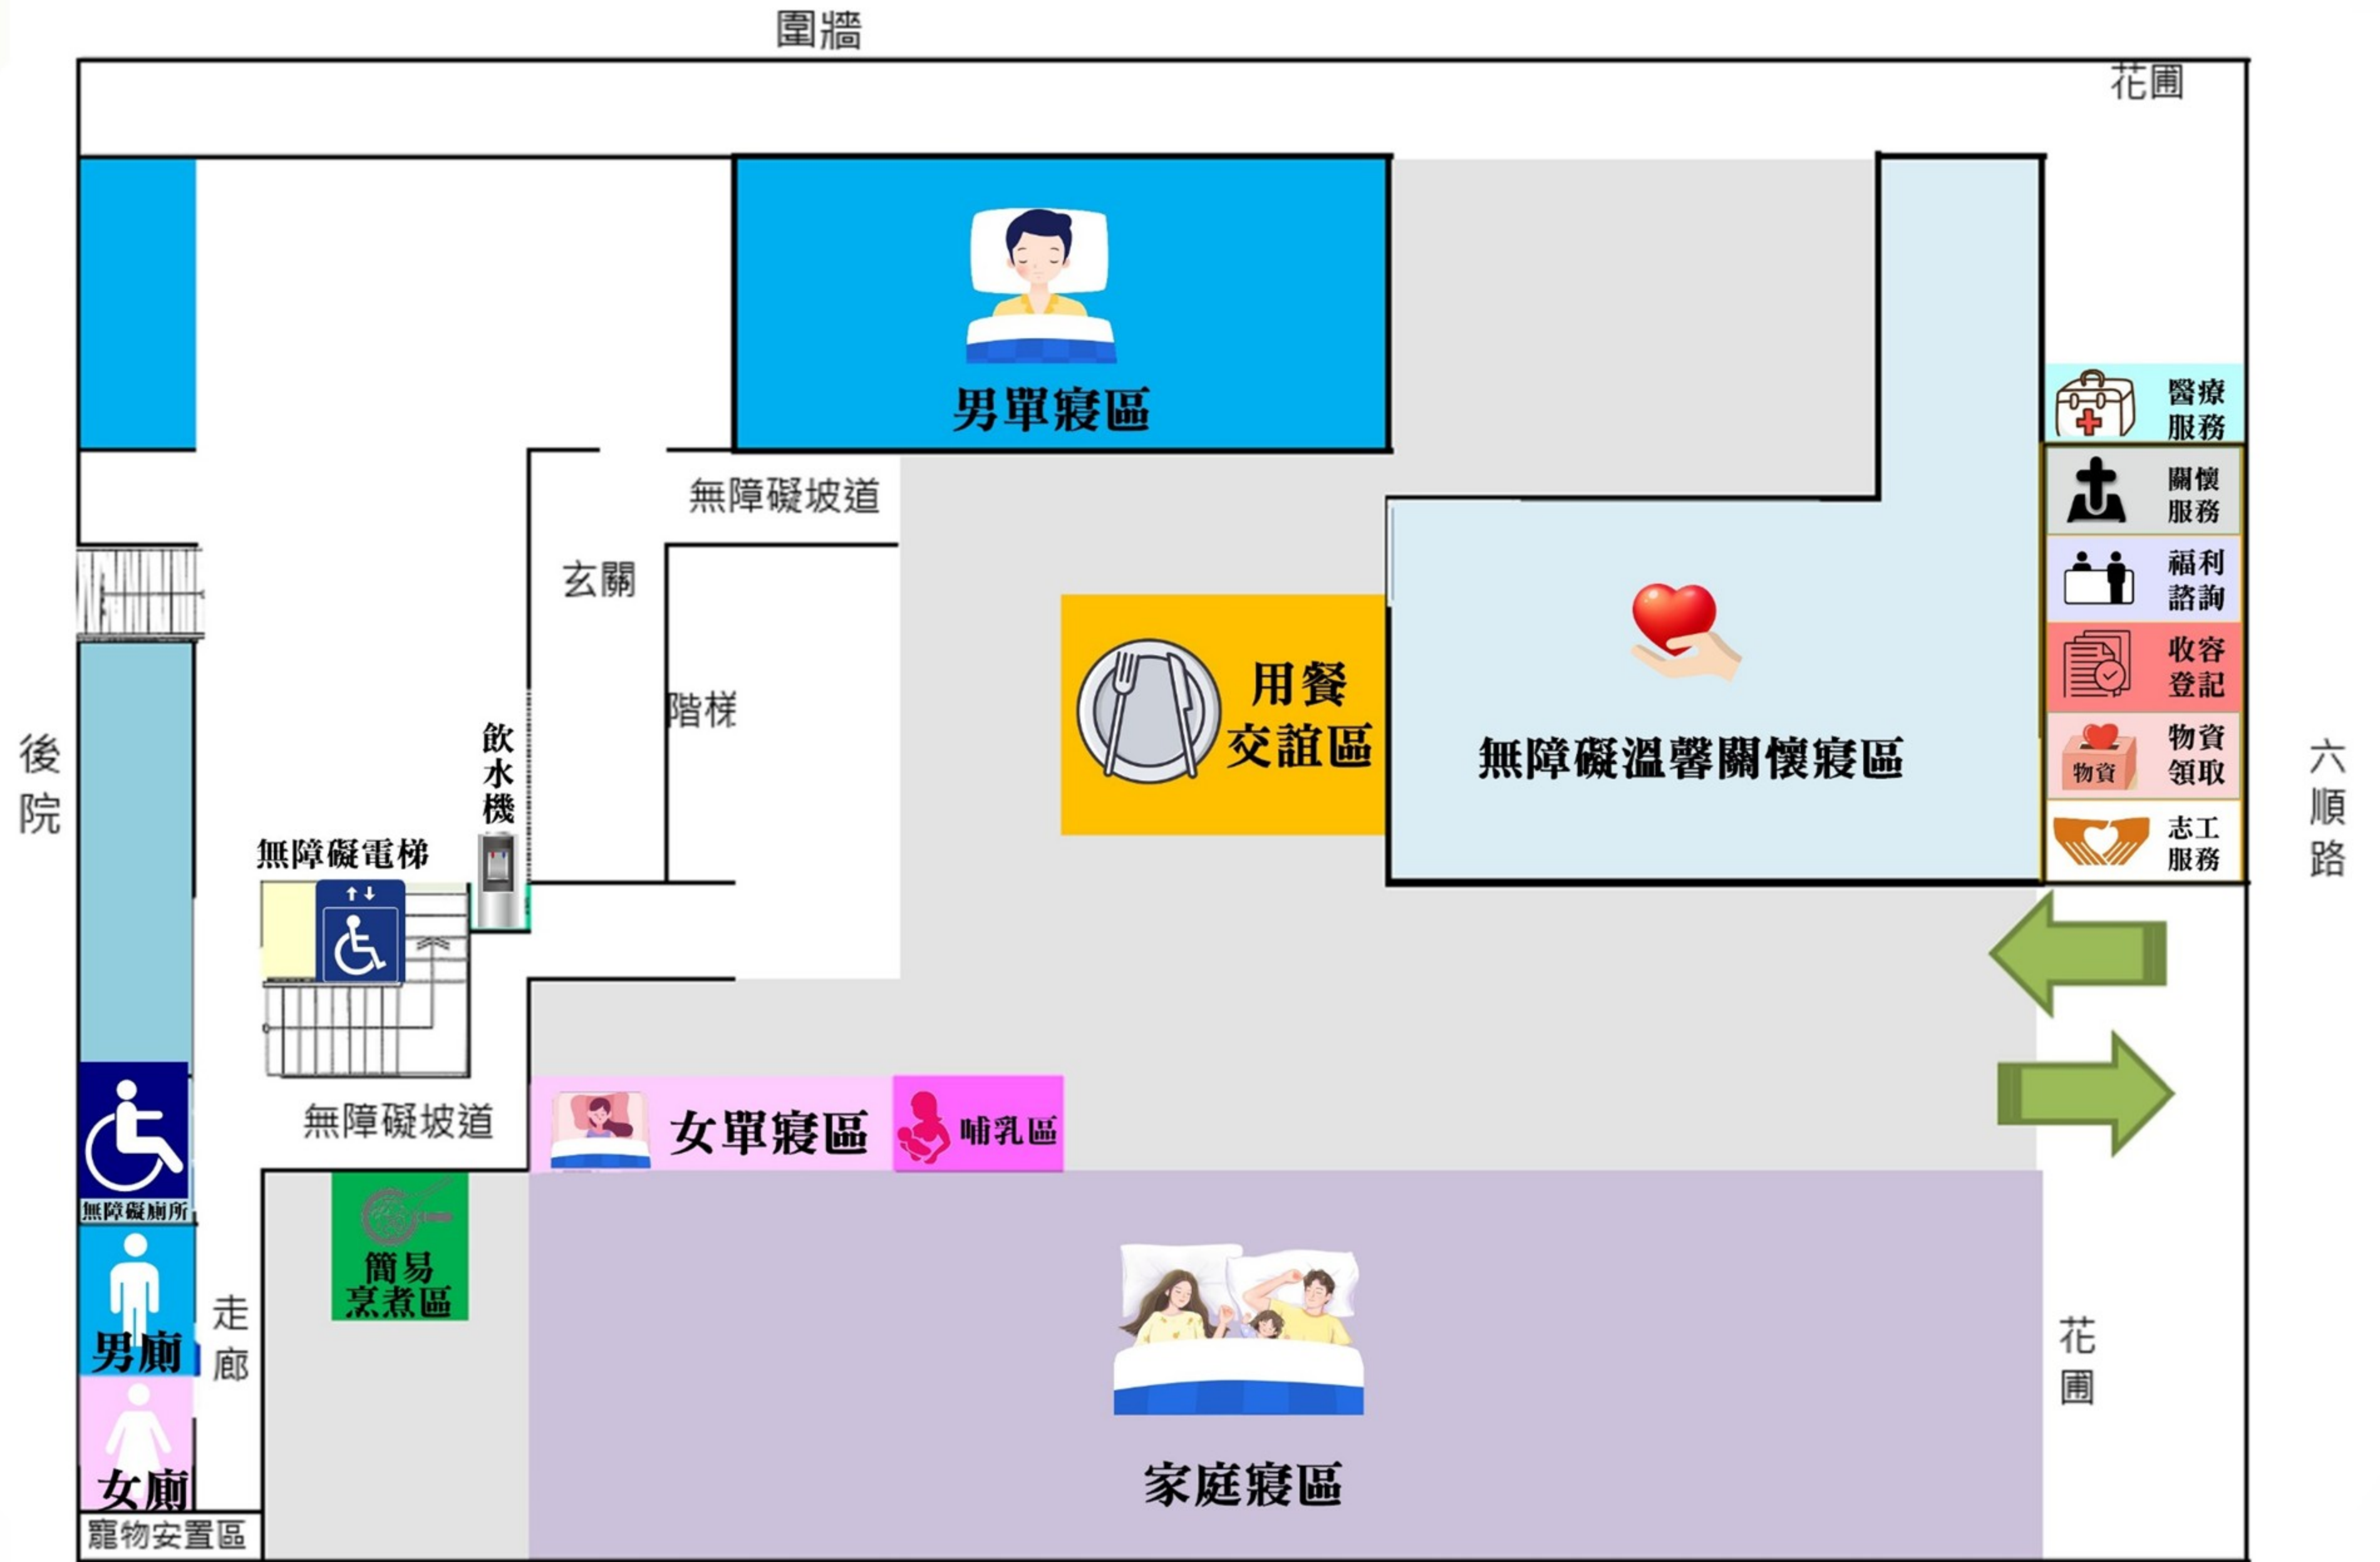 圍牆
花圃
男單寢區
無障礙坡道
玄關
階梯
用餐
交誼區
無障礙溫馨關懷寢區
醫療
服務
關懷
服務
福利
諮詢
收容
登記
物資
領取
物資
志工
服務
六順路
後院
飲水機
無障礙電梯
無障礙坡道
女單寢區
哺乳區
無障礙廁所
男廁
女廁
走廊
簡易
烹煮區
家庭寢區
花圃
寵物安置區